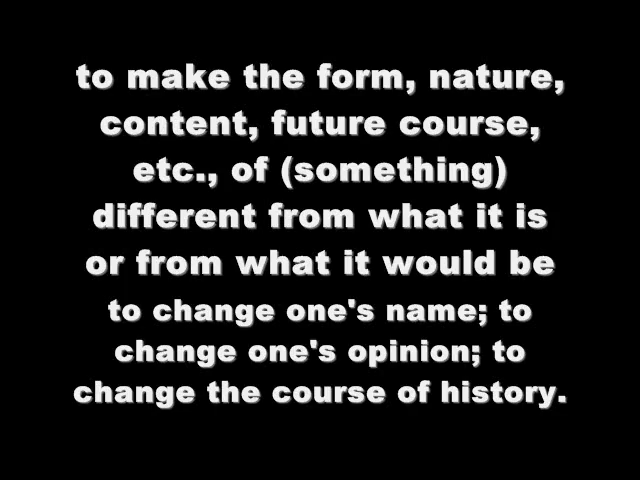 to make the form, nature,
content, future course,
etc., of (something)
different from what it is
or from what it would be
to change one's name; to
change one's opinion; to
change the course of history.